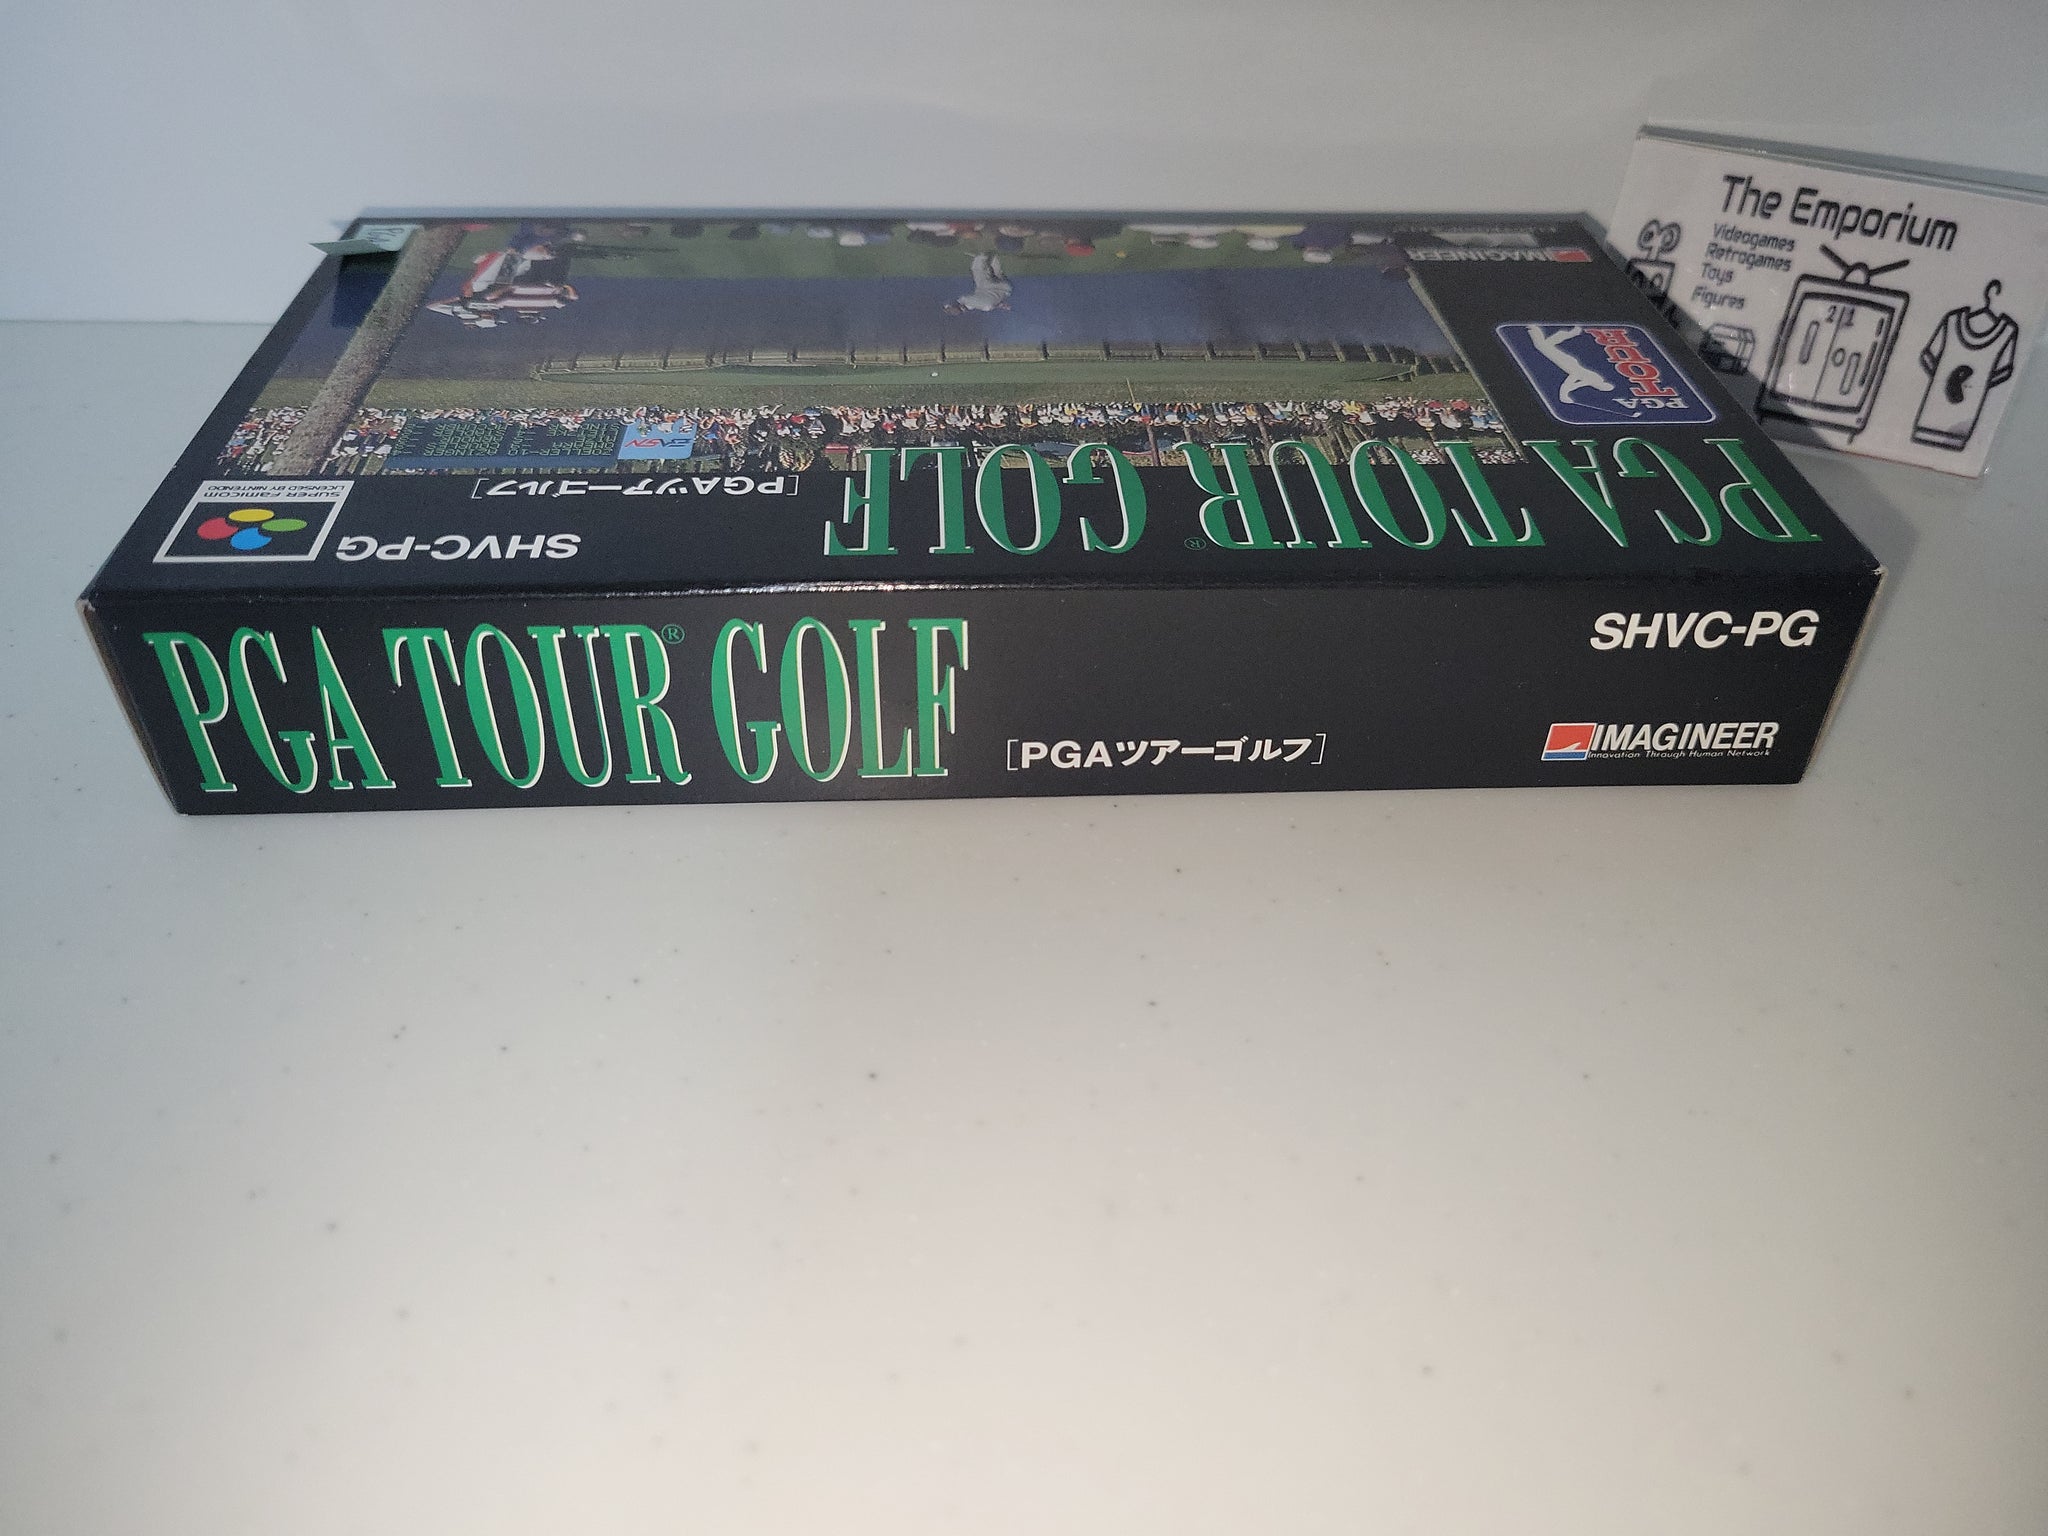 The Emporium
Videogames
Retrogames
Toys
Figures
IMAGINEER
PGA TOUR
EASN
PGA TOUR® GOLF
[PGAツアーゴルフ]
SHVC-PG
SUPER FAMICOM
LICENSED BY NINTENDO
PGA TOUR® GOLF
[PGAツアーゴルフ]
SHVC-PG
IMAGINEER
Innovation Through Human Network